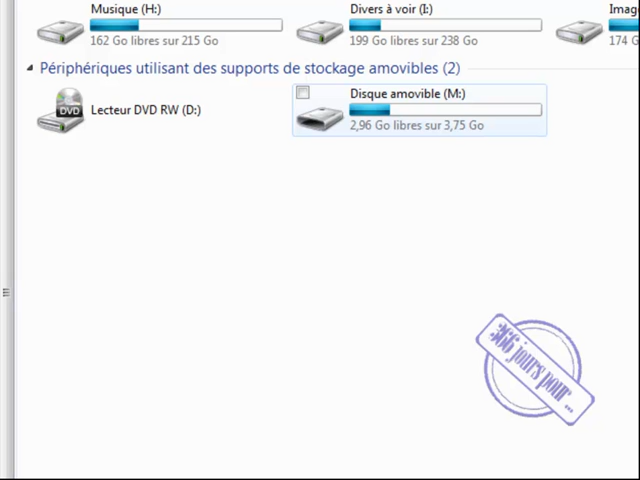 Musique (H:)
162 Go libres sur 215 Go
Divers à voir (I:)
199 Go libres sur 238 Go
174 G
Périphériques utilisant des supports de stockage amovibles (2)
DVD
Lecteur DVD RW (D:)
Disque amovible (M:)
2,96 Go libres sur 3,75 Go
366 jours pour...